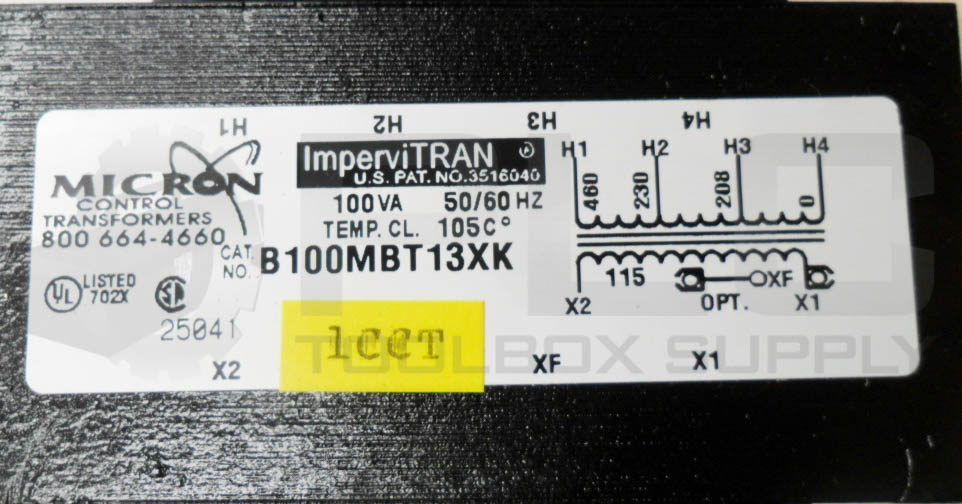 H1 H2 H3 H4
MICRON
CONTROL
TRANSFORMERS
800 664-4660
UL LISTED
702X
25041
ImperviTRAN ®
U.S. PAT. NO.3516040
100VA 50/60 HZ
TEMP. CL. 105C°
CAT.
NO. B100MBT13XK
H1 H2 H3 H4
460 230 208 0
115 XF
X2 OPT. X1
1CCT
X2 XF X1
PLC
TOOLBOX SUPPLY